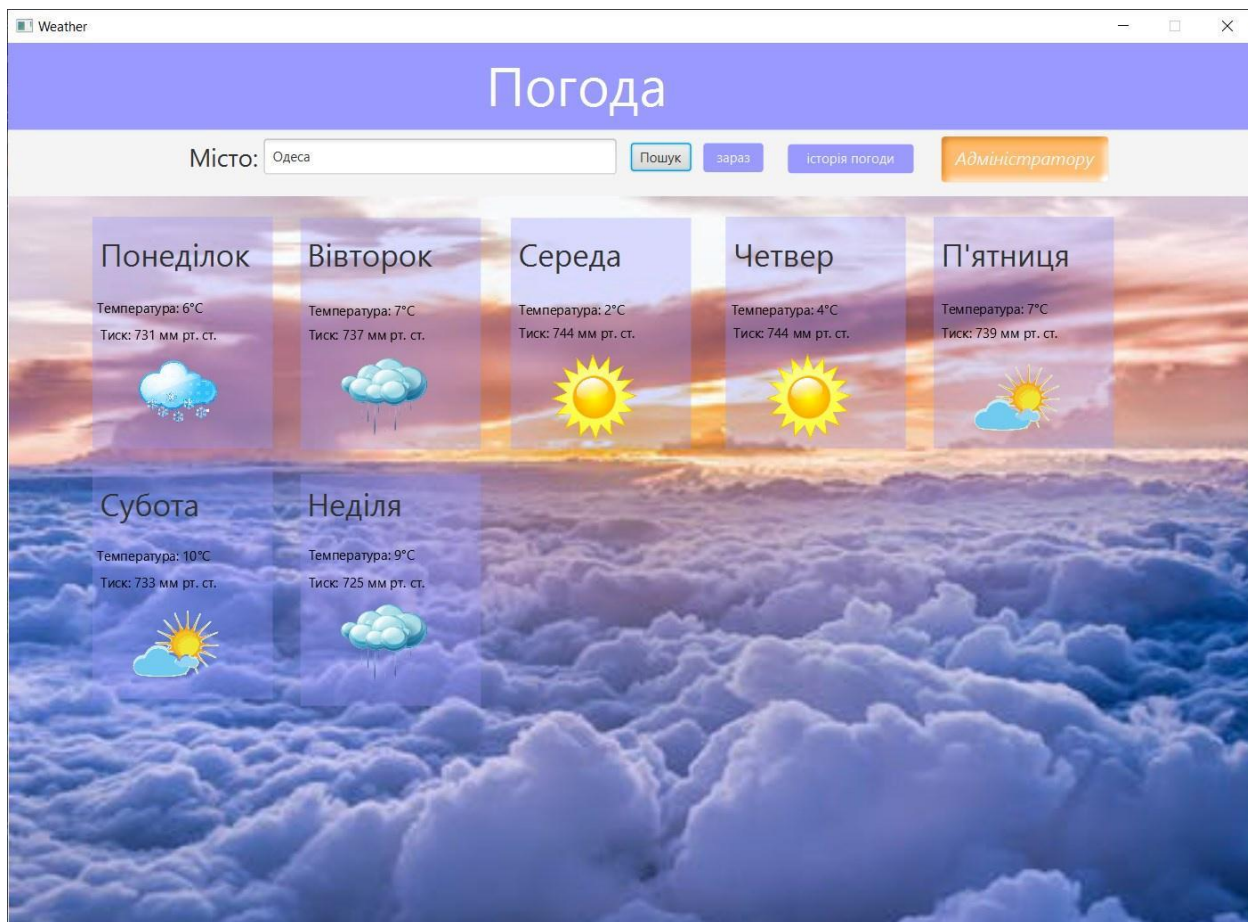 Weather
Погода
Місто: Одеса Пошук зараз історія погоди Адміністратору
Понеділок
Температура: 6°C
Тиск: 731 мм рт. ст.
Вівторок
Температура: 7°C
Тиск: 737 мм рт. ст.
Середа
Температура: 2°C
Тиск: 744 мм рт. ст.
Четвер
Температура: 4°C
Тиск: 744 мм рт. ст.
П'ятниця
Температура: 7°C
Тиск: 739 мм рт. ст.
Субота
Температура: 10°C
Тиск: 733 мм рт. ст.
Неділя
Температура: 9°C
Тиск: 725 мм рт. ст.